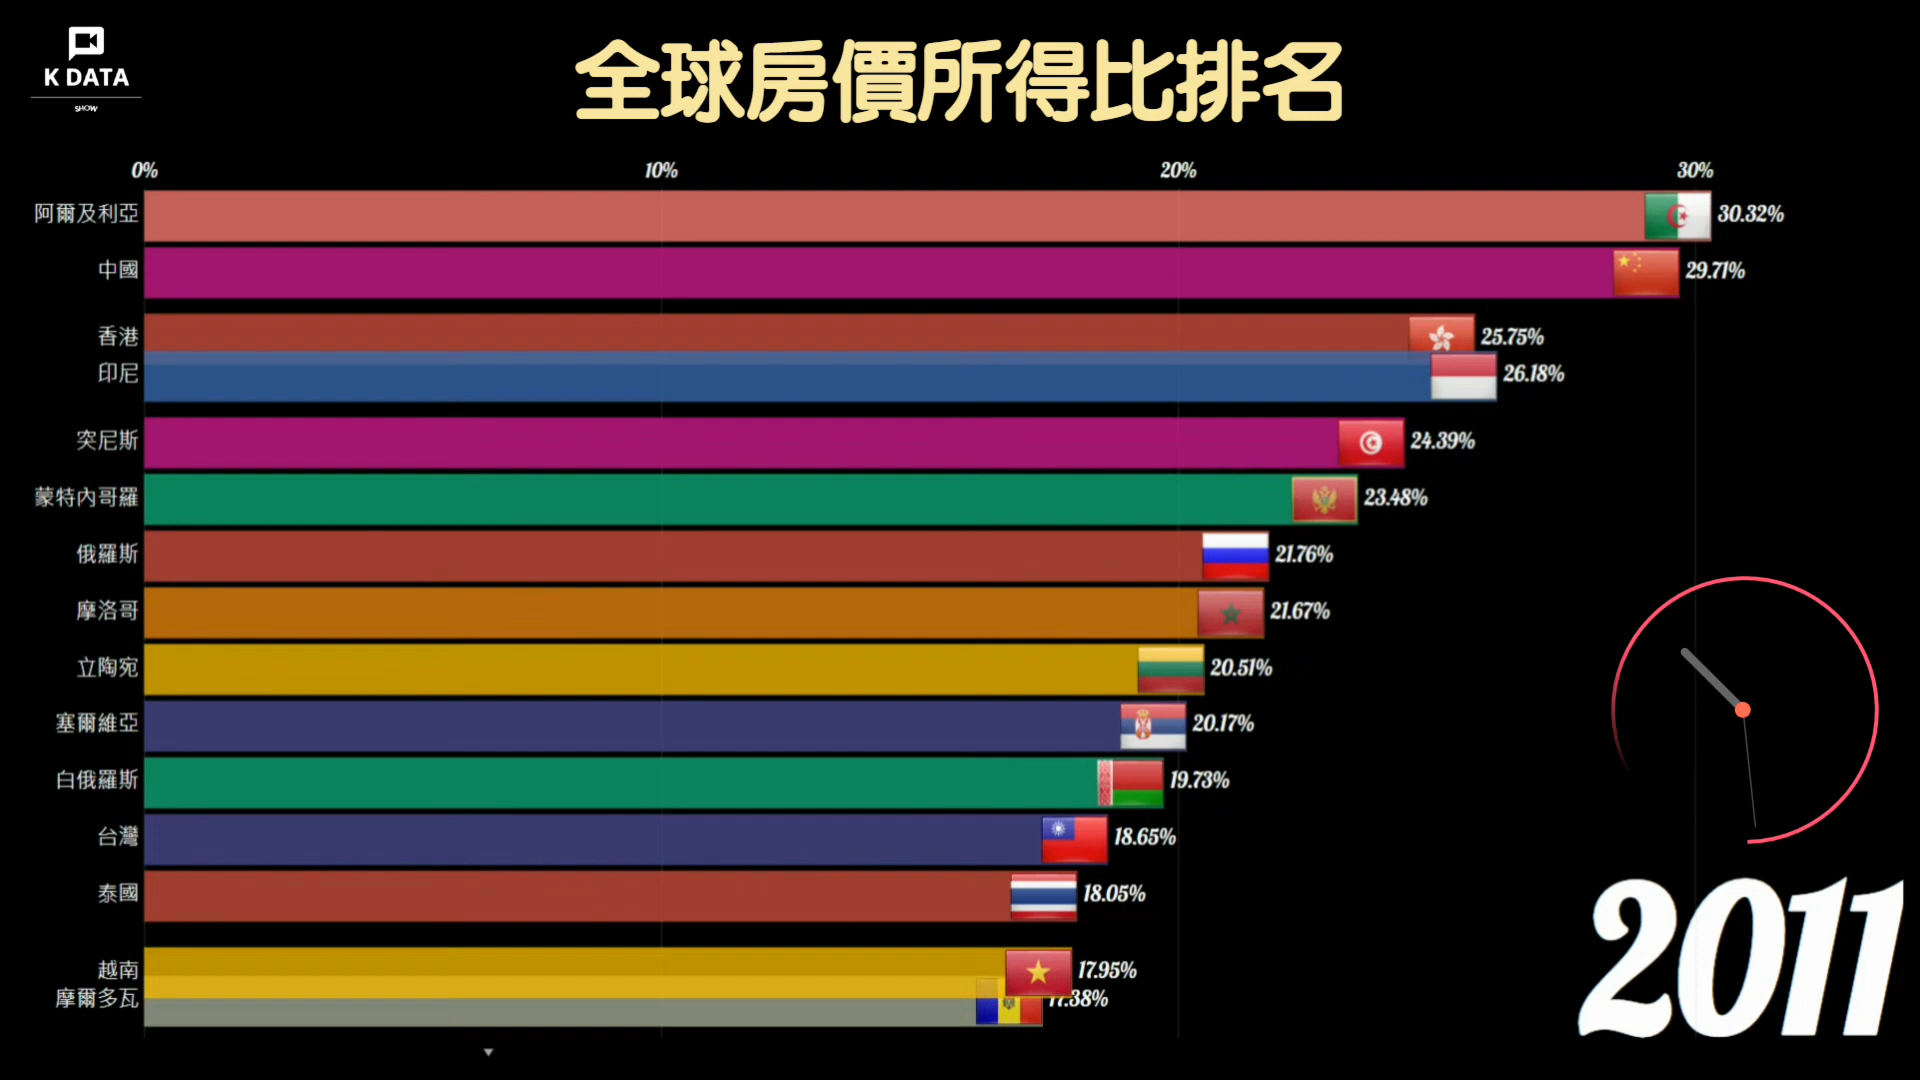 K DATA
SHOW
全球房價所得比排名
0% 10% 20% 30%
阿爾及利亞 30.32%
中國 29.71%
香港 25.75%
印尼 26.18%
突尼斯 24.39%
蒙特內哥羅 23.48%
俄羅斯 21.76%
摩洛哥 21.67%
立陶宛 20.51%
塞爾維亞 20.17%
白俄羅斯 19.73%
台灣 18.65%
泰國 18.05%
越南 17.95%
摩爾多瓦 17.38%
2011